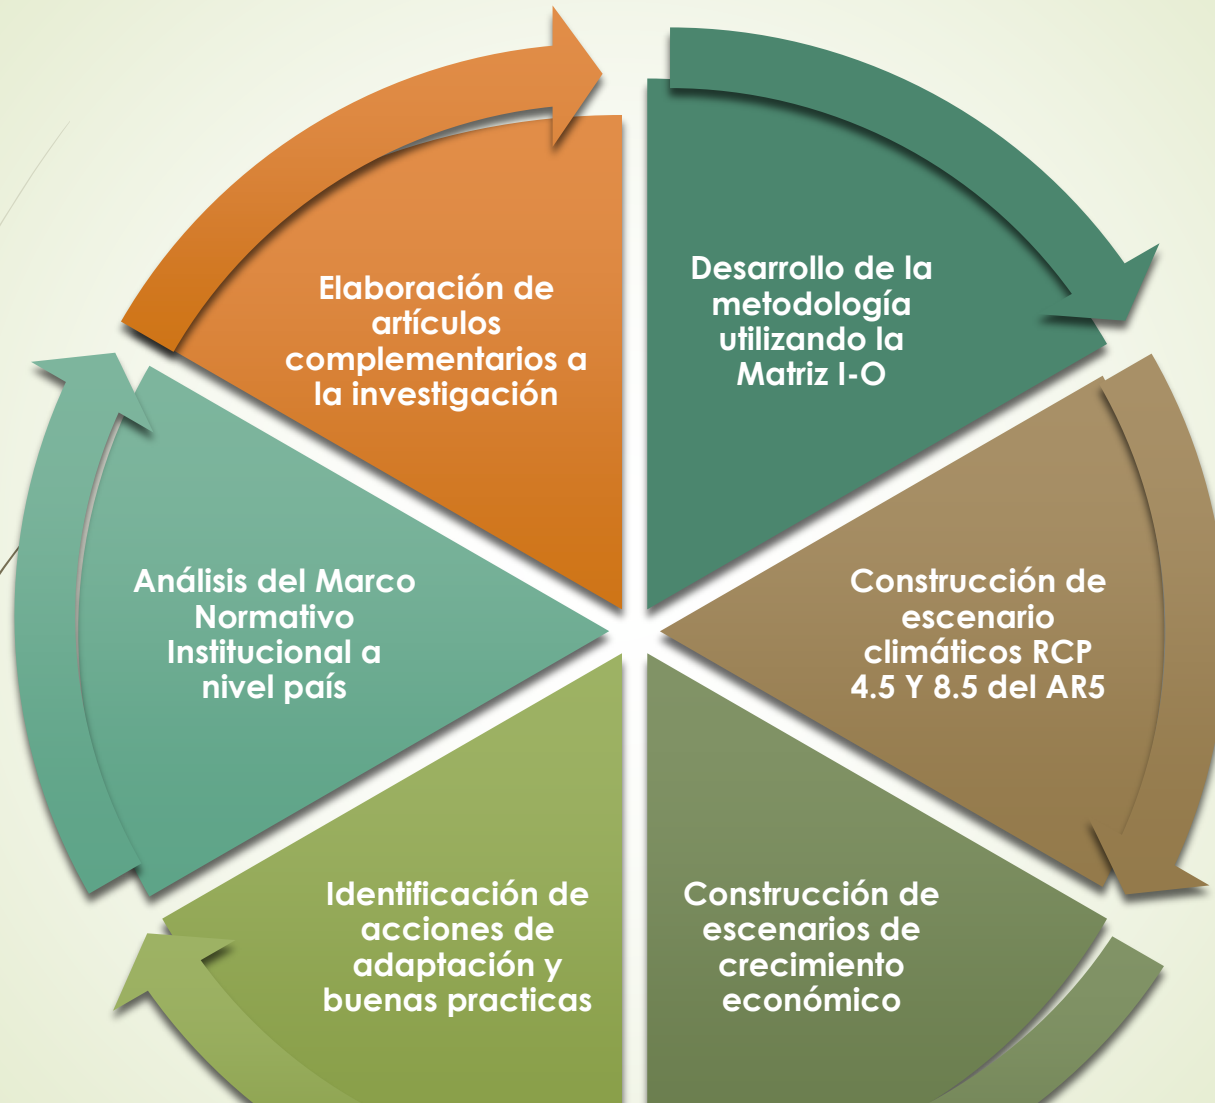 Elaboración de
artículos
complementarios a
la investigación
Desarrollo de la
metodología
utilizando la
Matriz I-O
Análisis del Marco
Normativo
Institucional a
nivel país
Construcción de
escenario
climáticos RCP
4.5 Y 8.5 del AR5
Identificación de
acciones de
adaptación y
buenas practicas
Construcción de
escenarios de
crecimiento
económico